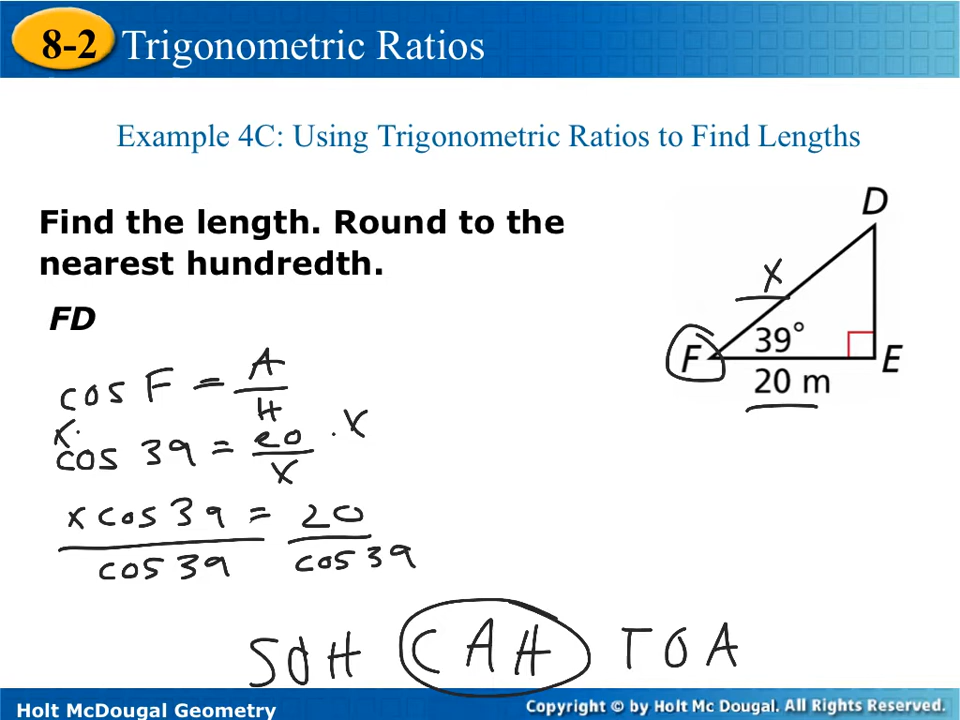 8-2 Trigonometric Ratios
Example 4C: Using Trigonometric Ratios to Find Lengths
Find the length. Round to the
nearest hundredth.
FD
D
x
F 39° E
20 m
cos F = A/H
x· cos 39 = 20/x · x
x cos 39 / cos 39 = 20 / cos 39
SOH CAH TOA
Holt McDougal Geometry
Copyright © by Holt Mc Dougal. All Rights Reserved.